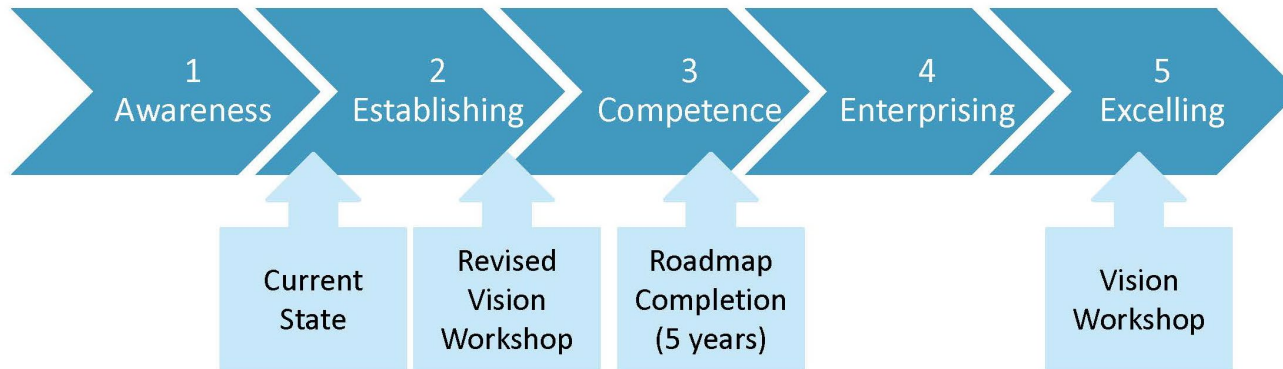 1
Awareness
2
Establishing
3
Competence
4
Enterprising
5
Excelling
Current
State
Revised
Vision
Workshop
Roadmap
Completion
(5 years)
Vision
Workshop